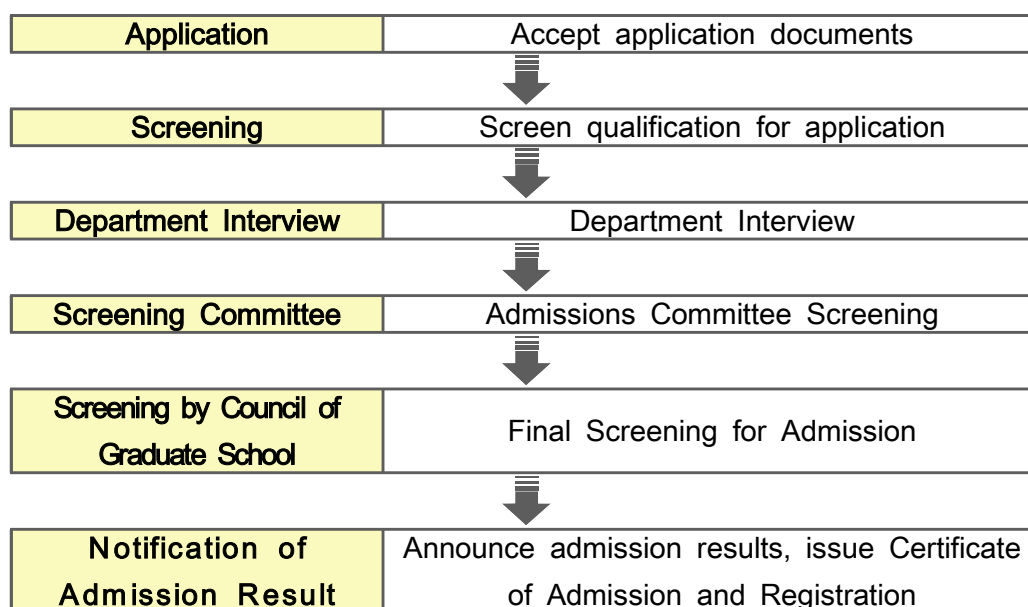 Application
Accept application documents
Screening
Screen qualification for application
Department Interview
Department Interview
Screening Committee
Admissions Committee Screening
Screening by Council of
Graduate School
Final Screening for Admission
Notification of
Admission Result
Announce admission results, issue Certificate
of Admission and Registration